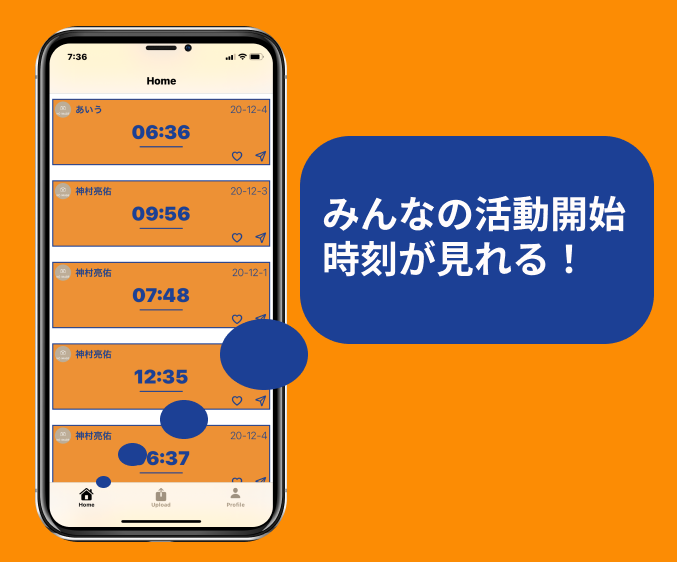 7:36
Home
あいう
20-12-4
06:36
神村亮佑
20-12-3
09:56
神村亮佑
20-12-1
07:48
神村亮佑
12:35
神村亮佑
20-12-4
6:37
Home
Upload
Profile
みんなの活動開始
時刻が見れる！